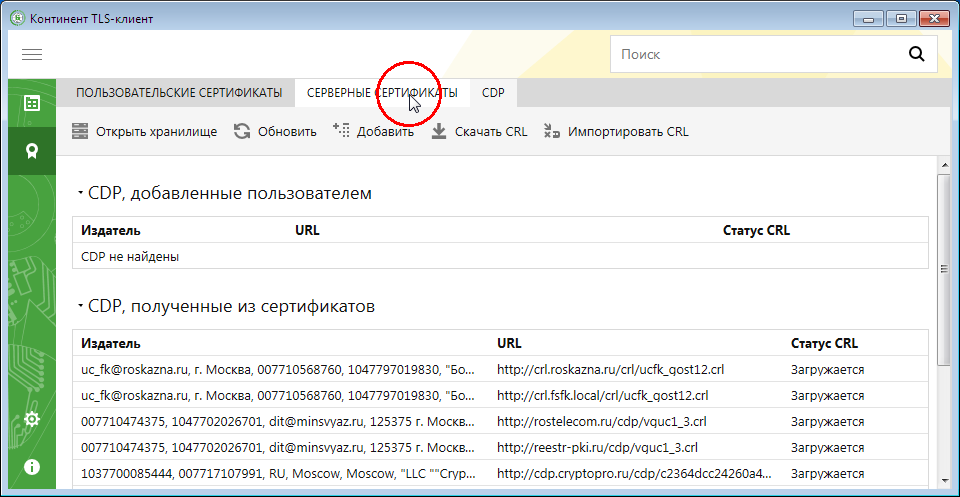 Континент TLS-клиент
Поиск
ПОЛЬЗОВАТЕЛЬСКИЕ СЕРТИФИКАТЫ СЕРВЕРНЫЕ СЕРТИФИКАТЫ CDP
Открыть хранилище Обновить Добавить Скачать CRL Импортировать CRL
CDP, добавленные пользователем
Издатель URL Статус CRL
CDP не найдены
CDP, полученные из сертификатов
Издатель URL Статус CRL
uc_fk@roskazna.ru, г. Москва, 007710568760, 1047797019830, "Бо... http://crl.roskazna.ru/crl/ucfk_gost12.crl Загружается
uc_fk@roskazna.ru, г. Москва, 007710568760, 1047797019830, "Бо... http://crl.fsfk.local/crl/ucfk_gost12.crl Загружается
007710474375, 1047702026701, dit@minsvyaz.ru, 125375 г. Москв... http://rostelecom.ru/cdp/vguc1_3.crl Загружается
007710474375, 1047702026701, dit@minsvyaz.ru, 125375 г. Москв... http://reestr-pki.ru/cdp/vguc1_3.crl Загружается
1037700085444, 007717107991, RU, Moscow, Moscow, "LLC ""Cryp... http://cdp.cryptopro.ru/cdp/c2364dcc24260a4... Загружается